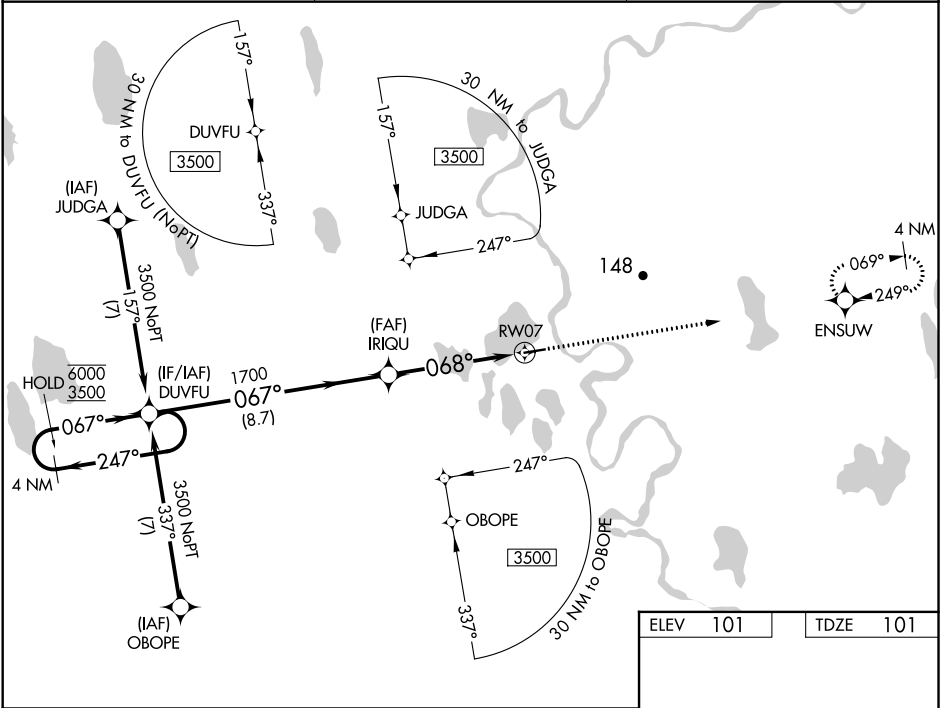 157°
DUVFU
3500
337°
30 NM to DUVFU (NoPT)
157°
30 NM to JUDGA
3500
JUDGA
247°
(IAF)
JUDGA
3500 NoPT
157°
(7)
148
4 NM
069°
249°
ENSUW
(FAF)
IRIQU
RW07
068°
HOLD
6000
3500
(IF/IAF)
DUVFU
1700
067°
(8.7)
067°
247°
4 NM
3500 NoPT
337°
(7)
(IAF)
OBOPE
247°
OBOPE
3500
337°
30 NM to OBOPE
ELEV 101
TDZE 101